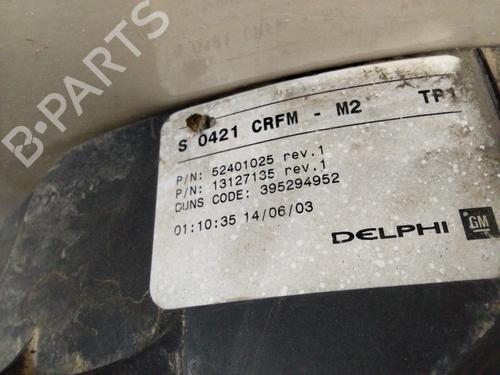 S 0421 CRFM - M2 TP1
P/N: 52401025 rev.1
P/N: 13127135 rev.1
DUNS CODE: 395294952
01:10:35 14/06/03
DELPHI GM
B-PARTS